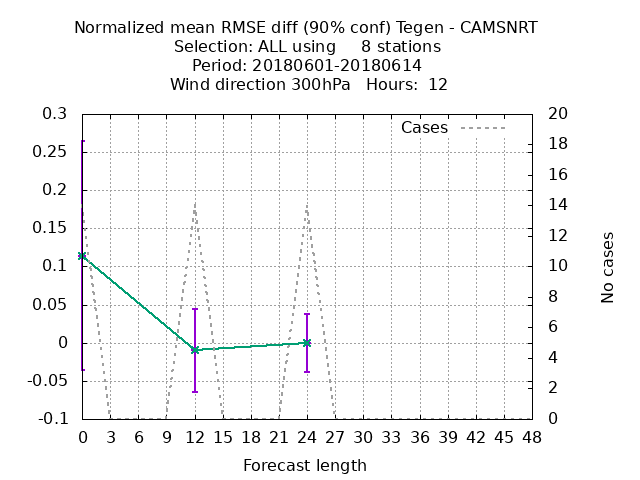 Normalized mean RMSE diff (90% conf) Tegen - CAMSNRT
Selection: ALL using 8 stations
Period: 20180601-20180614
Wind direction 300hPa Hours: 12
Cases
0.3
0.25
0.2
0.15
0.1
0.05
0
-0.05
-0.1
20
18
16
14
12
10
8
6
4
2
0
No cases
0 3 6 9 12 15 18 21 24 27 30 33 36 39 42 45 48
Forecast length